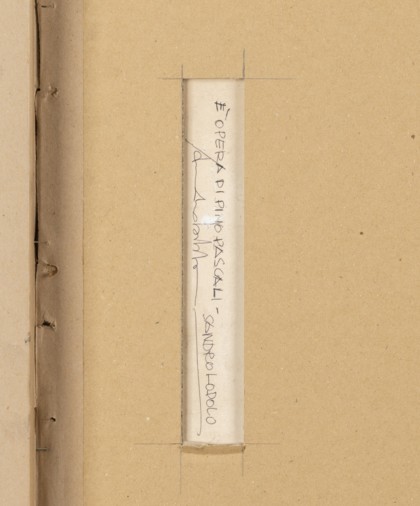 È OPERA DI PINO PASCALI - SANDRO LODOLO